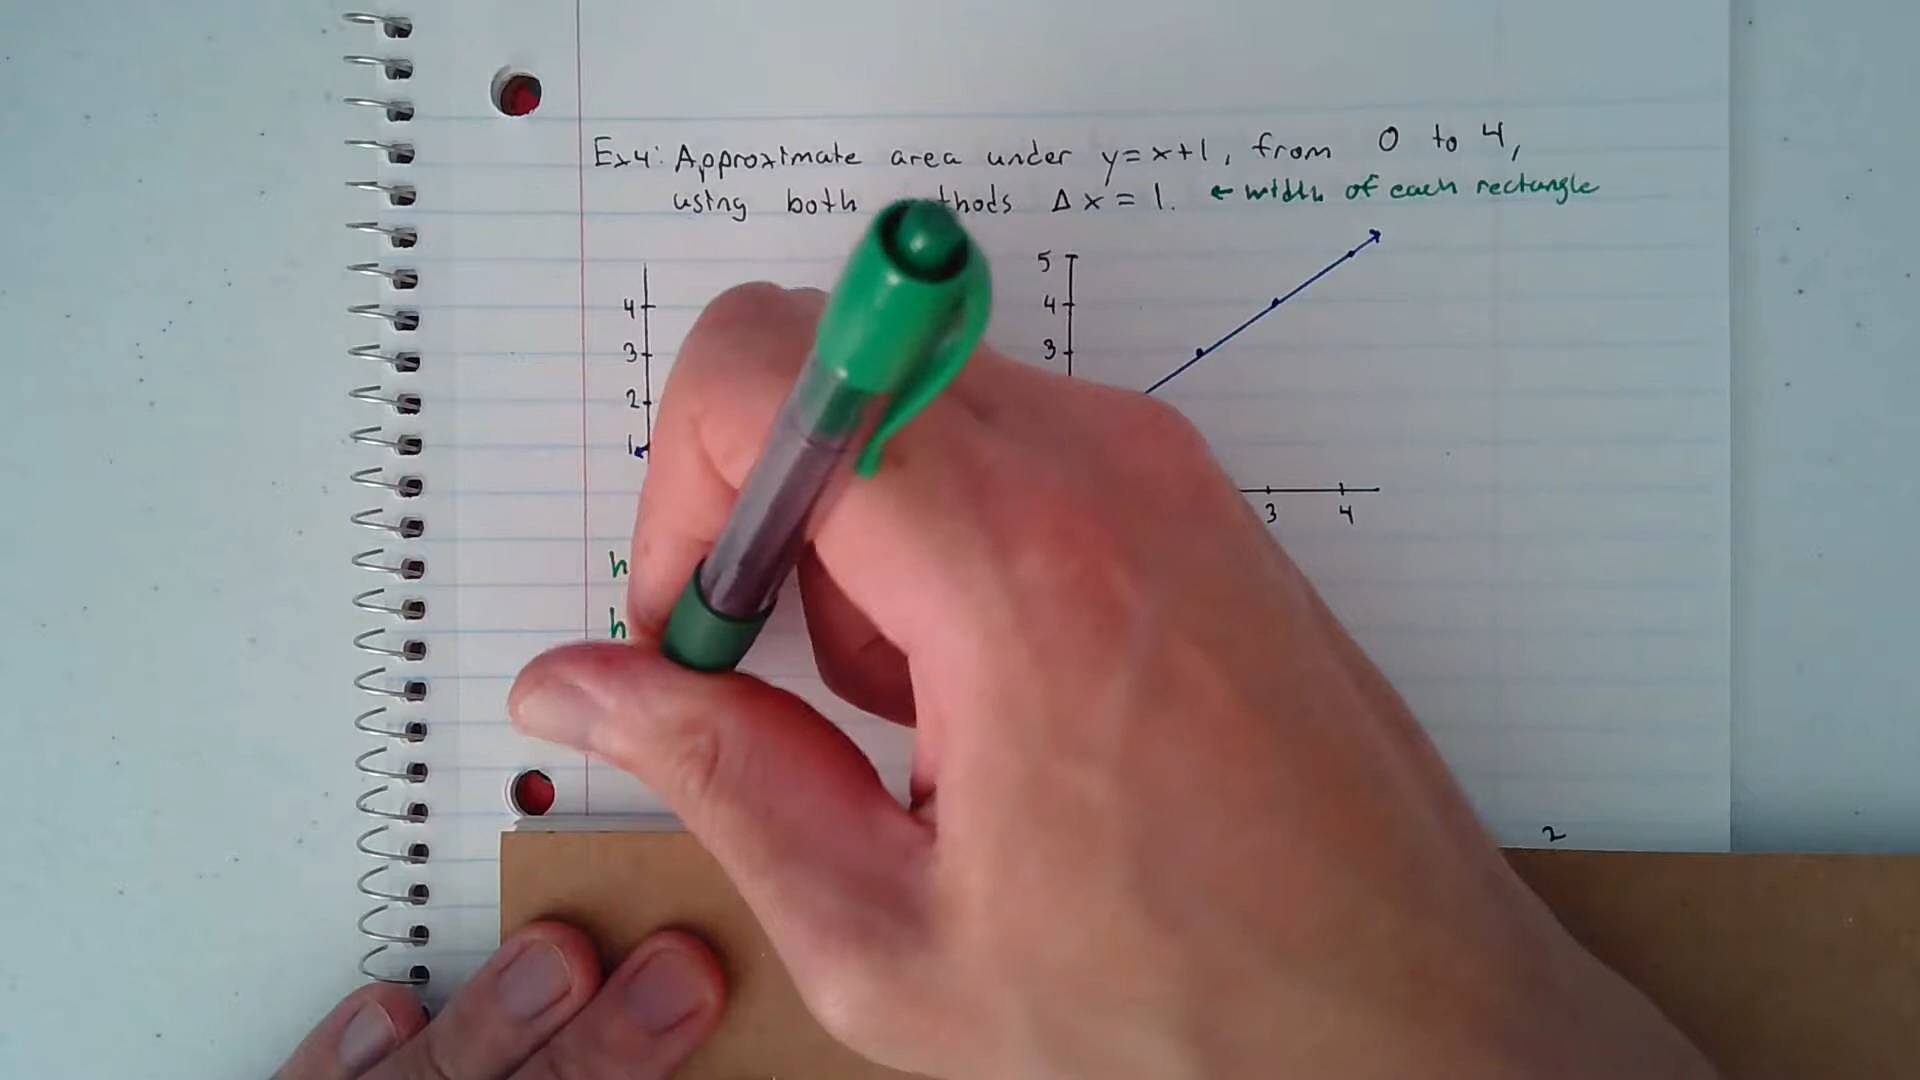 Ex4: Approximate area under y=x+1, from 0 to 4,
using both Δx=1. ← width of each rectangle
4
3
2
1
5
4
3
3 4
h
h
2